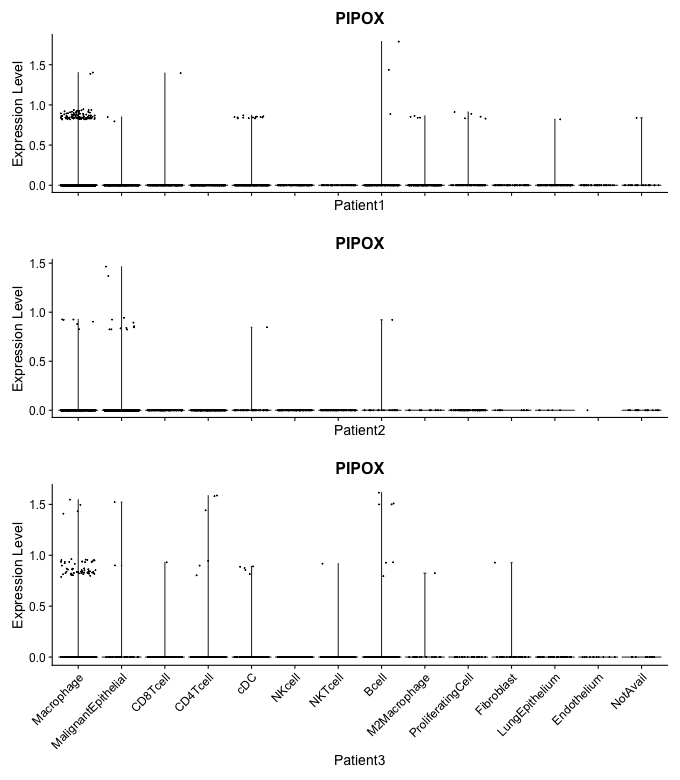 PIPOX
Expression Level
1.5
1.0
0.5
0.0
Patient1
PIPOX
Expression Level
1.5
1.0
0.5
0.0
Patient2
PIPOX
Expression Level
1.5
1.0
0.5
0.0
Macrophage
MalignantEpithelial
CD8Tcell
CD4Tcell
cDC
NKcell
NKTcell
Bcell
M2Macrophage
ProliferatingCell
Fibroblast
LungEpithelium
Endothelium
NotAvail
Patient3